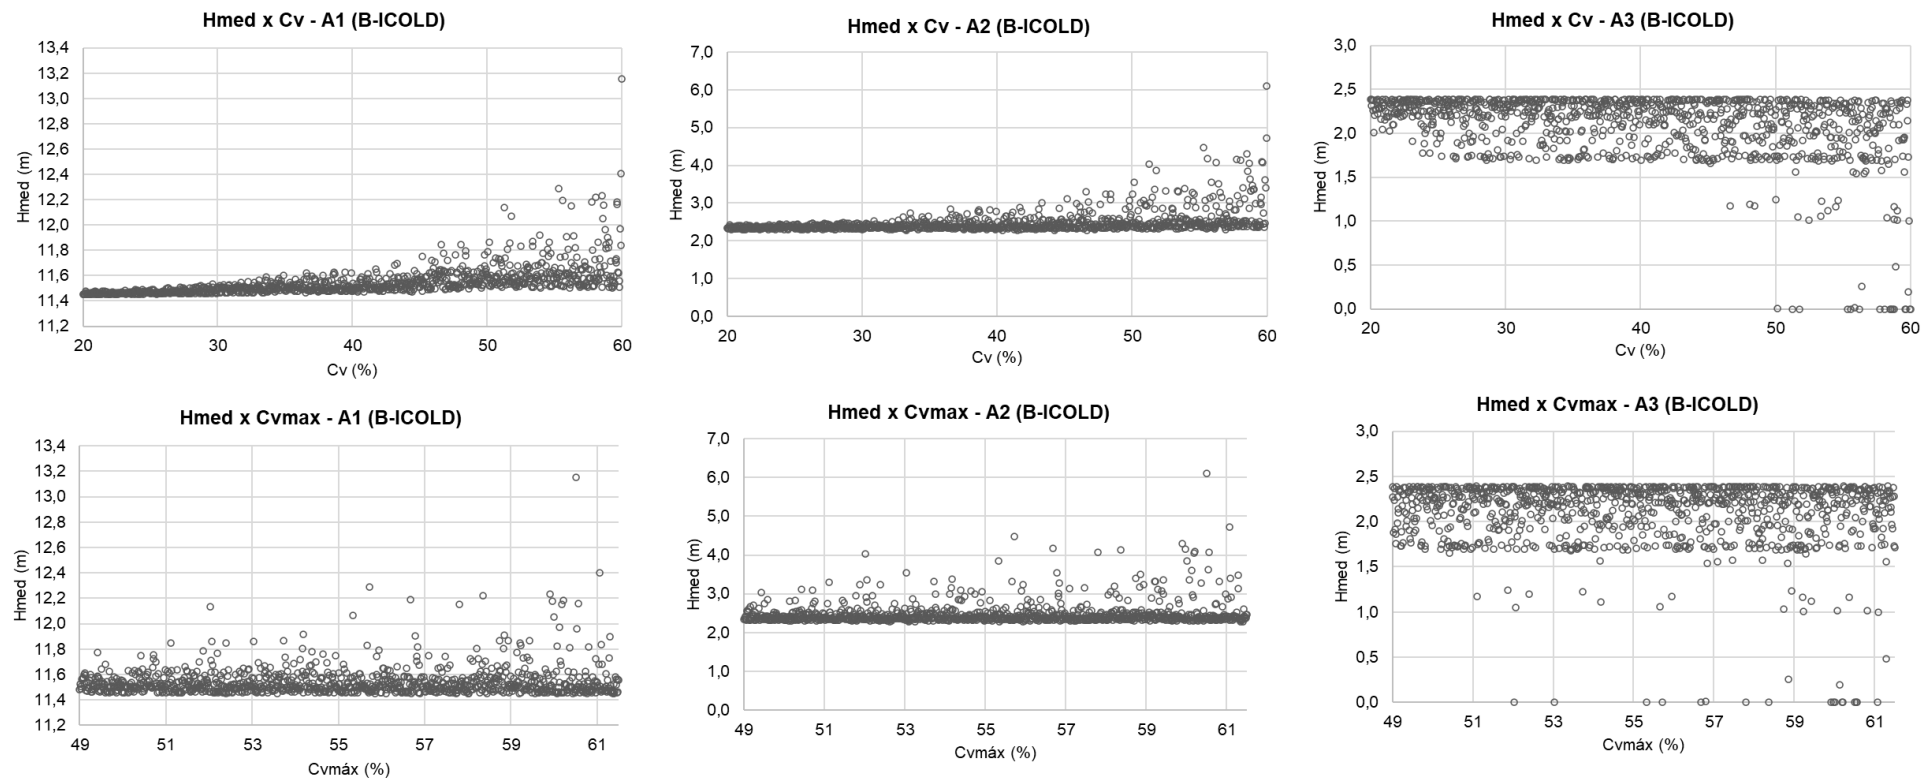 Hmed x Cv - A1 (B-ICOLD)
13,4
13,2
13,0
12,8
12,6
12,4
12,2
12,0
11,8
11,6
11,4
11,2
Hmed (m)
20 30 40 50 60
Cv (%)
Hmed x Cv - A2 (B-ICOLD)
7,0
6,0
5,0
4,0
3,0
2,0
1,0
0,0
Hmed (m)
20 30 40 50 60
Cv (%)
Hmed x Cv - A3 (B-ICOLD)
3,0
2,5
2,0
1,5
1,0
0,5
0,0
Hmed (m)
20 30 40 50 60
Cv (%)
Hmed x Cvmax - A1 (B-ICOLD)
13,4
13,2
13,0
12,8
12,6
12,4
12,2
12,0
11,8
11,6
11,4
11,2
Hmed (m)
49 51 53 55 57 59 61
Cvmáx (%)
Hmed x Cvmax - A2 (B-ICOLD)
7,0
6,0
5,0
4,0
3,0
2,0
1,0
0,0
Hmed (m)
49 51 53 55 57 59 61
Cvmáx (%)
Hmed x Cvmax - A3 (B-ICOLD)
3,0
2,5
2,0
1,5
1,0
0,5
0,0
Hmed (m)
49 51 53 55 57 59 61
Cvmáx (%)